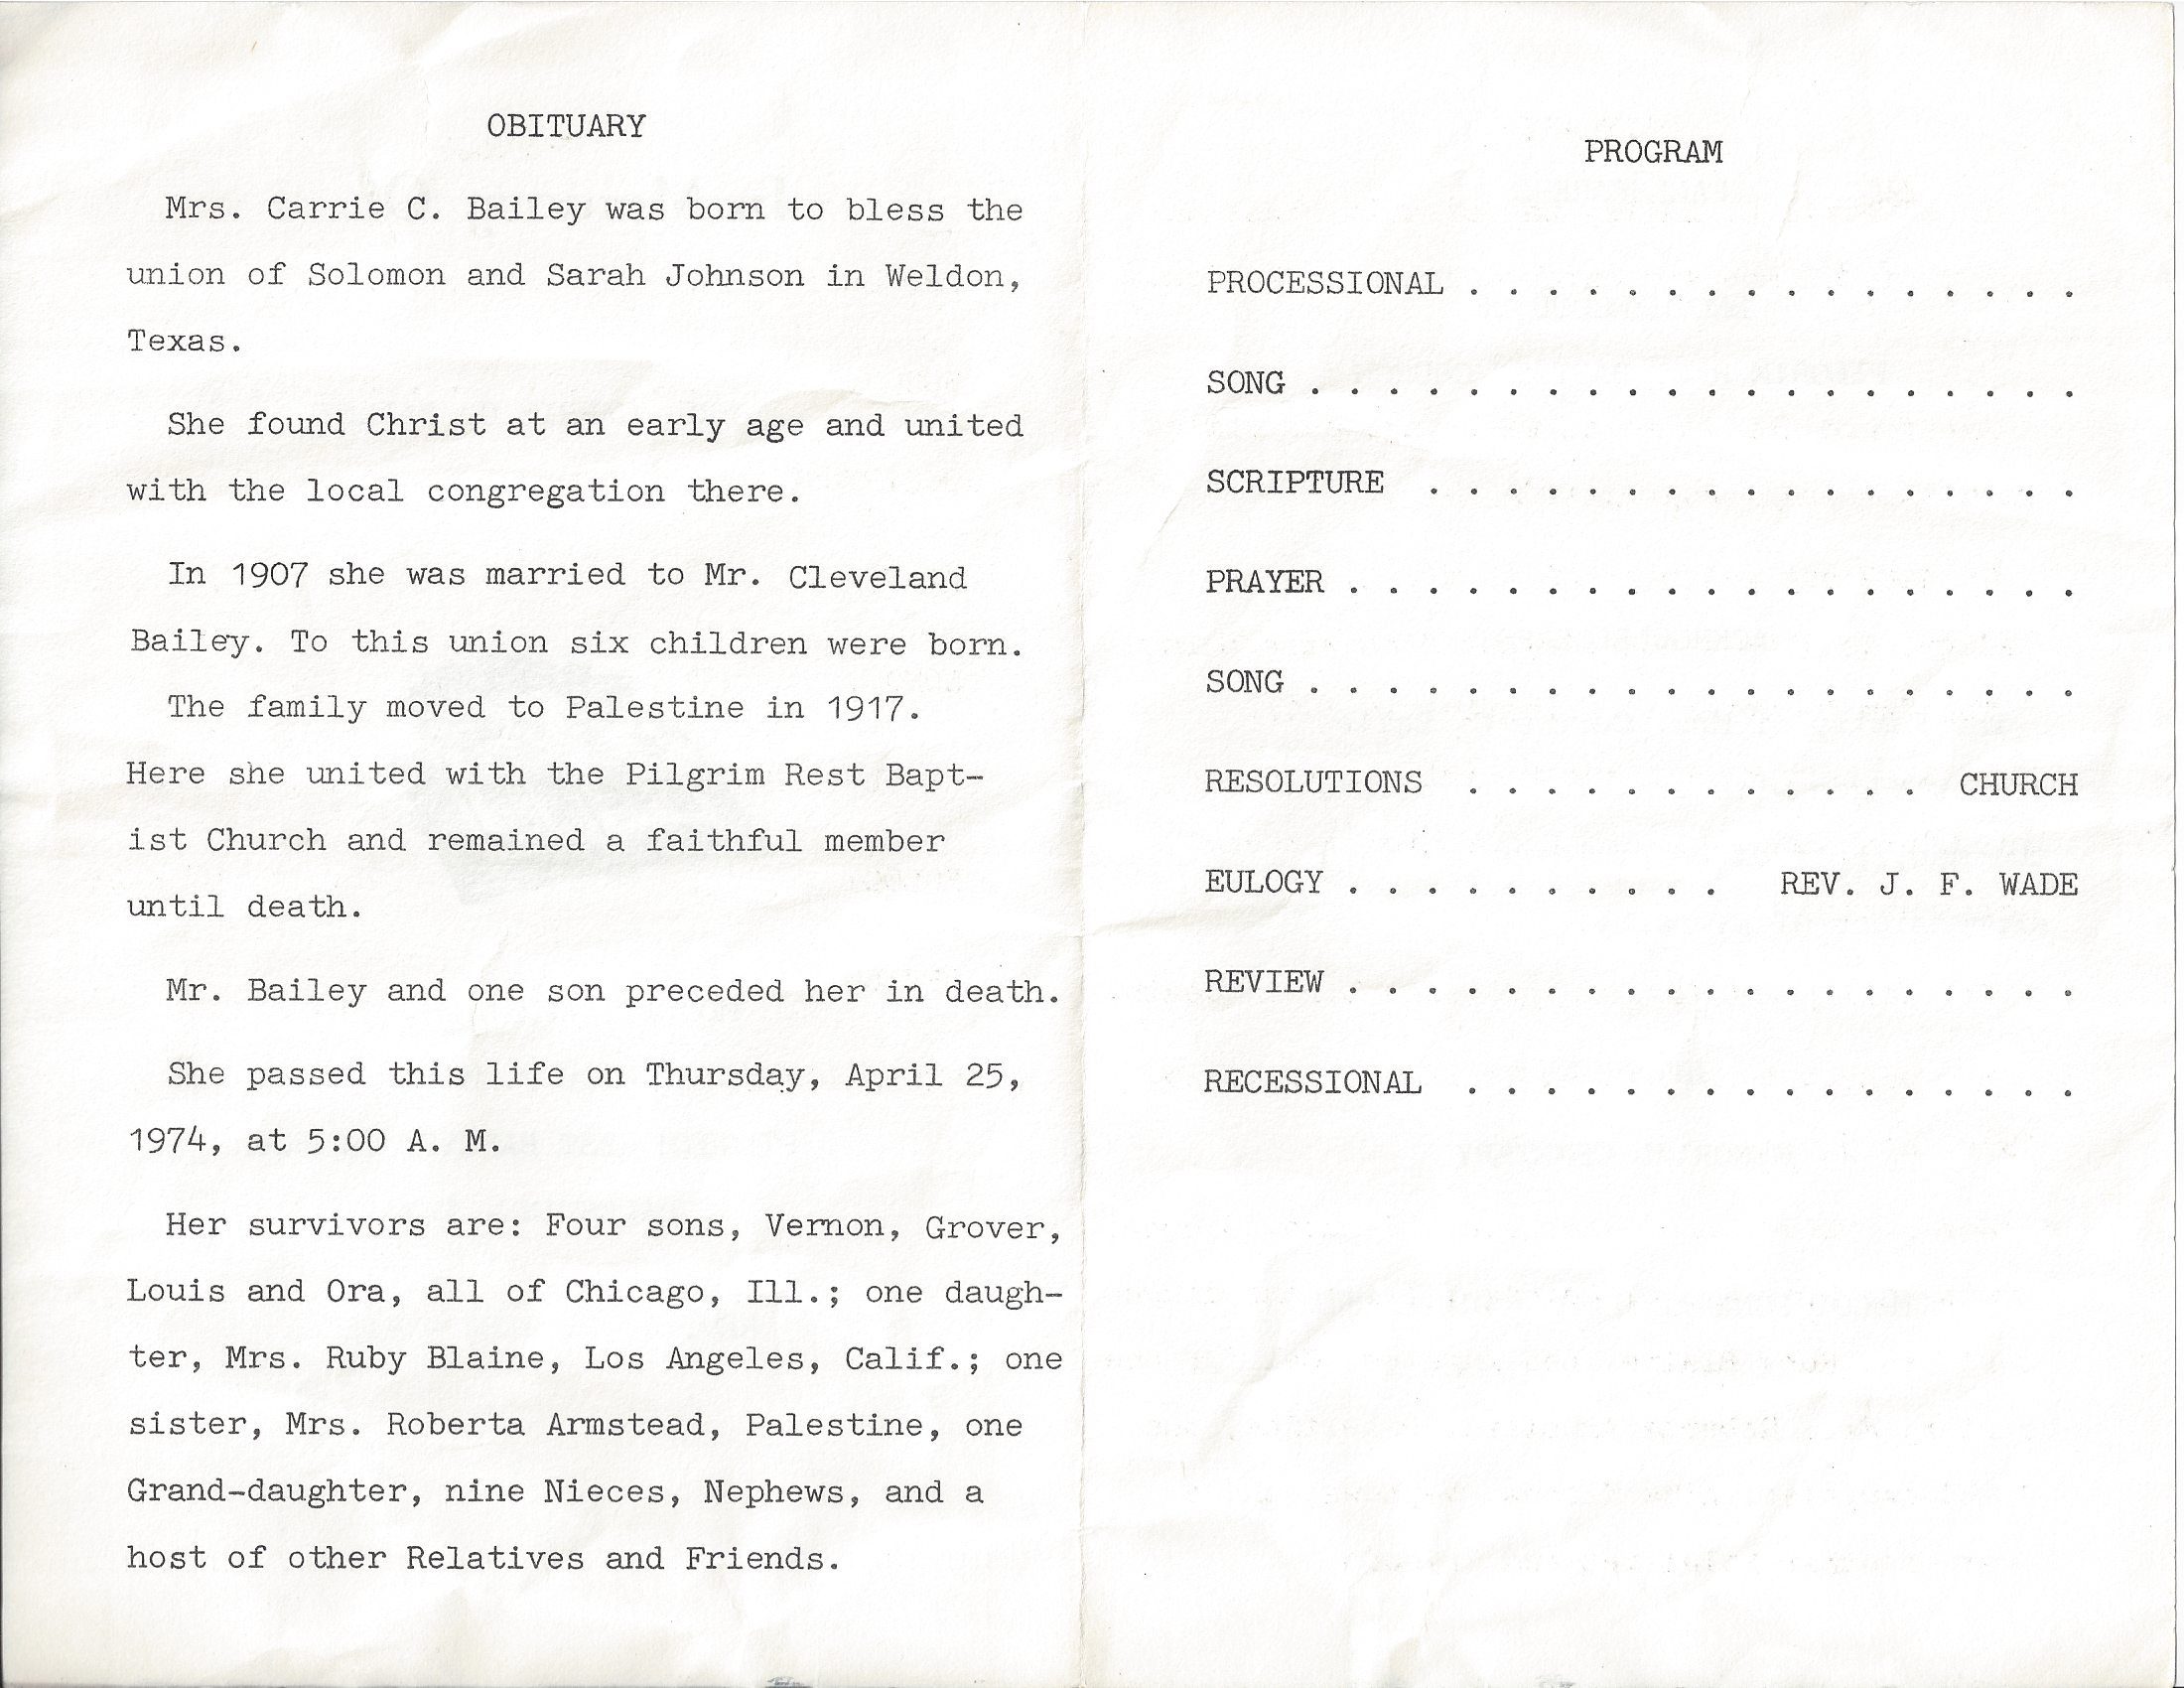 OBITUARY
Mrs. Carrie C. Bailey was born to bless the
union of Solomon and Sarah Johnson in Weldon,
Texas.
She found Christ at an early age and united
with the local congregation there.
In 1907 she was married to Mr. Cleveland
Bailey. To this union six children were born.
The family moved to Palestine in 1917.
Here she united with the Pilgrim Rest Bapt-
ist Church and remained a faithful member
until death.
Mr. Bailey and one son preceded her in death.
She passed this life on Thursday, April 25,
1974, at 5:00 A. M.
Her survivors are: Four sons, Vernon, Grover,
Louis and Ora, all of Chicago, Ill.; one daugh-
ter, Mrs. Ruby Blaine, Los Angeles, Calif.; one
sister, Mrs. Roberta Armstead, Palestine, one
Grand-daughter, nine Nieces, Nephews, and a
host of other Relatives and Friends.
PROGRAM
PROCESSIONAL . . . . . . . . . . . . . . . .
SONG . . . . . . . . . . . . . . . . . . . .
SCRIPTURE . . . . . . . . . . . . . . . . .
PRAYER . . . . . . . . . . . . . . . . . . .
SONG . . . . . . . . . . . . . . . . . . . .
RESOLUTIONS . . . . . . . . . . . . CHURCH
EULOGY . . . . . . . . . . REV. J. F. WADE
REVIEW . . . . . . . . . . . . . . . . . . .
RECESSIONAL . . . . . . . . . . . . . . . .